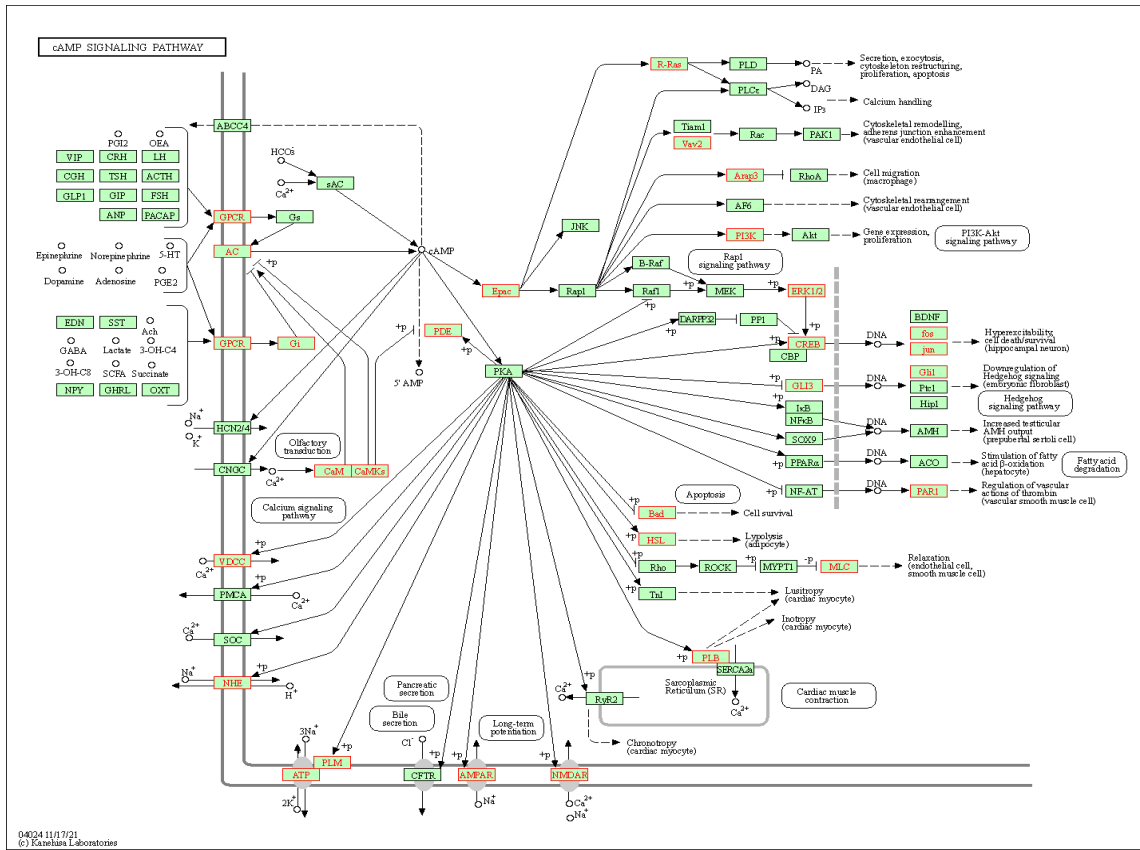 cAMP SIGNALING PATHWAY
ABCC4
PGI2
OEA
VIP
CRH
LH
CGH
TSH
ACTH
GLP1
GIP
FSH
ANP
PACAP
HCO3-
Ca2+
sAC
GPCR
Gs
AC
+p
cAMP
Epinephrine
Norepinephrine
5-HT
Dopamine
Adenosine
PGE2
EDN
SST
Ach
GABA
Lactate
3-OH-C4
3-OH-C8
SCFA
Succinate
NPY
GHRL
OXT
GPCR
Gi
+p
PDE
5' AMP
Na+
K+
HCN2/4
CNGC
Ca2+
Olfactory
transduction
CaM
CaMKs
Calcium signaling
pathway
+p
VDCC
Ca2+
+p
PMCA
Ca2+
Ca2+
SOC
+p
Na+
NHE
H+
3Na+
+p
PLM
ATP
2K+
Pancreatic
secretion
Bile
secretion
Cl-
+p
CFTR
Long-term
potentiation
+p
AMPAR
Na+
+p
NMDAR
Ca2+
Na+
+p
PKA
Epac
JNK
Rap1
R-Ras
PLD
PA
Secretion, exocytosis,
cytoskeleton restructuring,
proliferation, apoptosis
PLCε
DAG
IP3
Calcium handling
Tiam1
Vav2
Rac
PAK1
Cytoskeletal remodelling,
adherens junction enhancement
(vascular endothelial cell)
Arap3
RhoA
Cell migration
(macrophage)
AF6
Cytoskeletal rearrangement
(vascular endothelial cell)
PI3K
Akt
Gene expression,
proliferation
PI3K-Akt
signaling pathway
Rap1
signaling pathway
B-Raf
Raf1
+p
MEK
+p
ERK1/2
+p
DARPP32
PP1
+p
+p
CREB
CBP
DNA
BDNF
fos
jun
Hyperexcitability,
cell death/survival
(hippocampal neuron)
+p
GLI3
DNA
Gli1
Ptc1
Hip1
Downregulation of
Hedgehog signaling
(embryonic fibroblast)
Hedgehog
signaling pathway
+p
IκB
NFκB
+p
SOX9
DNA
AMH
Increased testicular
AMH output
(prepubertal sertoli cell)
+p
PPARα
DNA
ACO
Stimulation of fatty
acid β-oxidation
(hepatocyte)
Fatty acid
degradation
+p
NF-AT
DNA
PAR1
Regulation of vascular
actions of thrombin
(vascular smooth muscle cell)
Apoptosis
+p
Bad
Cell survival
+p
HSL
Lypolysis
(adipocyte)
+p
Rho
ROCK
+p
MYPT1
-p
MLC
Relaxation
(endothelial cell,
smooth muscle cell)
+p
TnI
Lusitropy
(cardiac myocyte)
Inotropy
(cardiac myocyte)
+p
PLB
SERCA2a
Sarcoplasmic
Reticulum (SR)
Ca2+
Cardiac muscle
contraction
+p
Ca2+
RyR2
Chronotropy
(cardiac myocyte)
04024 11/17/21
(c) Kanehisa Laboratories